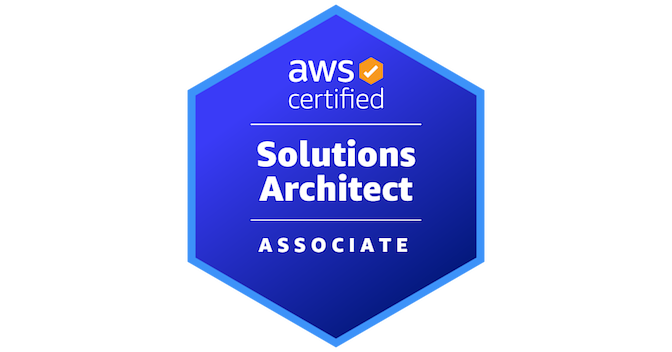 aws
certified
Solutions
Architect
ASSOCIATE